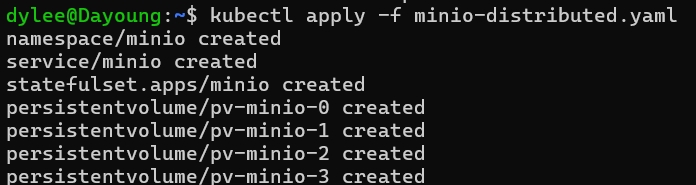 dylee@Dayoung:~$ kubectl apply -f minio-distributed.yaml
namespace/minio created
service/minio created
statefulset.apps/minio created
persistentvolume/pv-minio-0 created
persistentvolume/pv-minio-1 created
persistentvolume/pv-minio-2 created
persistentvolume/pv-minio-3 created